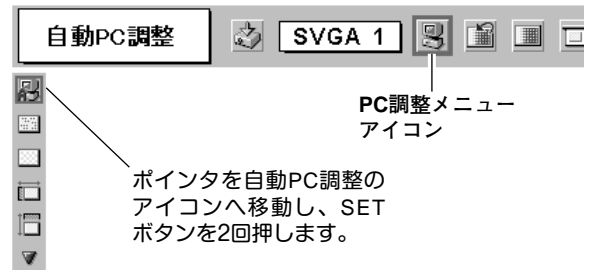 自動PC調整
SVGA 1
PC調整メニュー
アイコン
ポインタを自動PC調整の
アイコンへ移動し、SET
ボタンを2回押します。